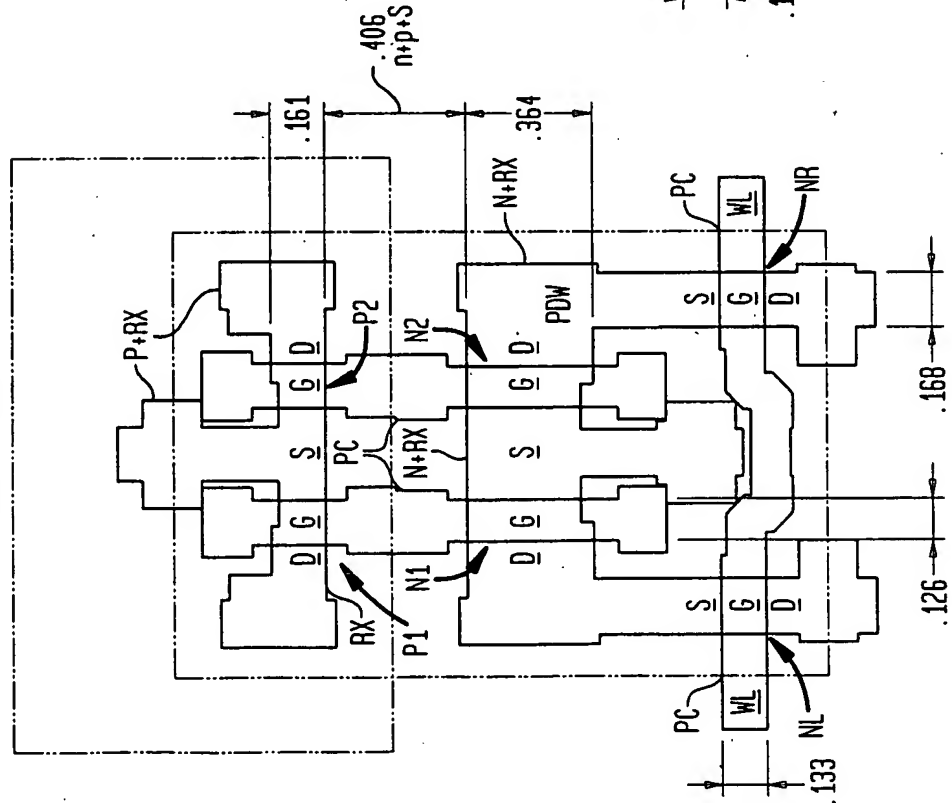 .1
.406
n+p+S
.161
.364
P+RX
N+RX
PC
WL
NR
P2
N2
PDW
D
D
S
G
D
G
G
.168
S
PC
N+RX
S
G
G
D
D
.126
RX
P1
N1
S
G
D
PC
WL
NL
.133